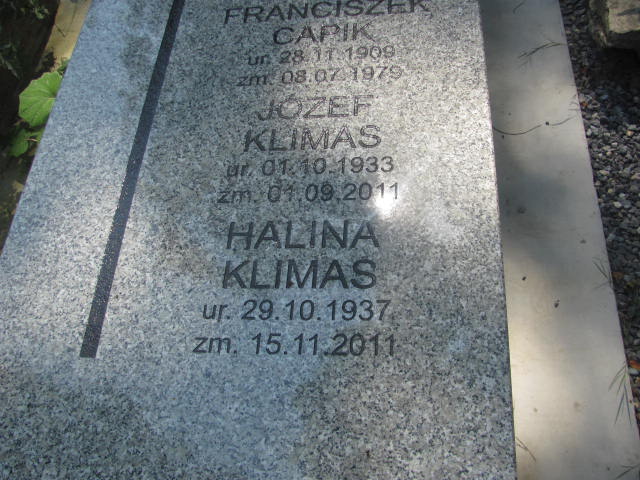 FRANCISZEK
CAPIK
ur. 28.11.1909
zm. 08.07.1979
JÓZEF
KLIMAS
ur. 01.10.1933
zm. 01.09.2011
HALINA
KLIMAS
ur. 29.10.1937
zm. 15.11.2011